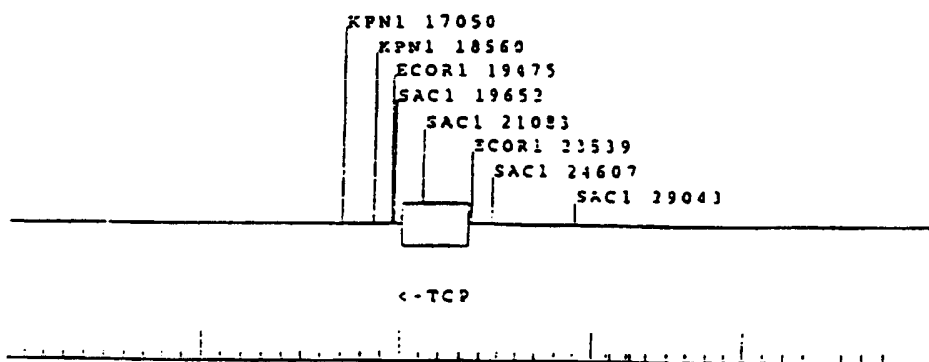 KPN1 17050
KPN1 18560
ECOR1 19475
SAC1 19652
SAC1 21083
ECOR1 23539
SAC1 24607
SAC1 29043
<-TCP